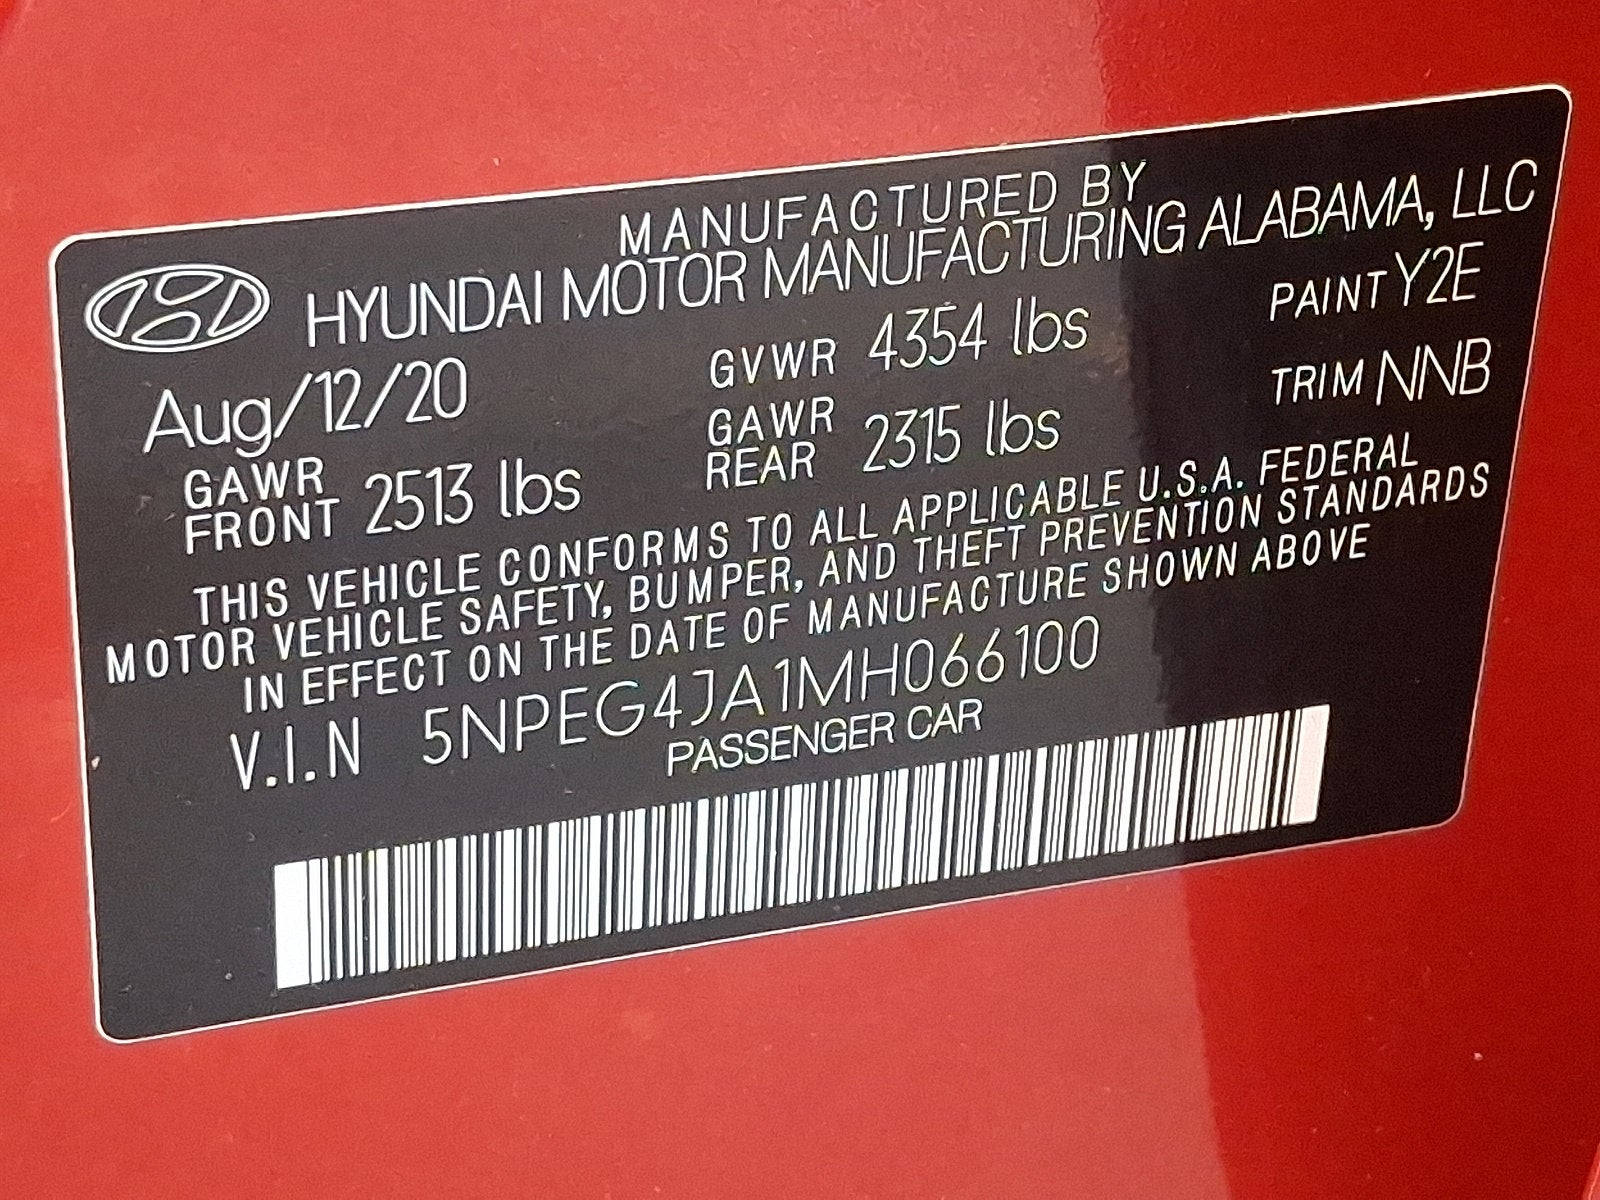 MANUFACTURED BY
HYUNDAI MOTOR MANUFACTURING ALABAMA, LLC
Aug/12/20 GVWR 4354 lbs PAINT Y2E
GAWR FRONT 2513 lbs GAWR REAR 2315 lbs TRIM NNB
THIS VEHICLE CONFORMS TO ALL APPLICABLE U.S.A. FEDERAL
MOTOR VEHICLE SAFETY, BUMPER, AND THEFT PREVENTION STANDARDS
IN EFFECT ON THE DATE OF MANUFACTURE SHOWN ABOVE
V.I.N 5NPEG4JA1MH066100
PASSENGER CAR